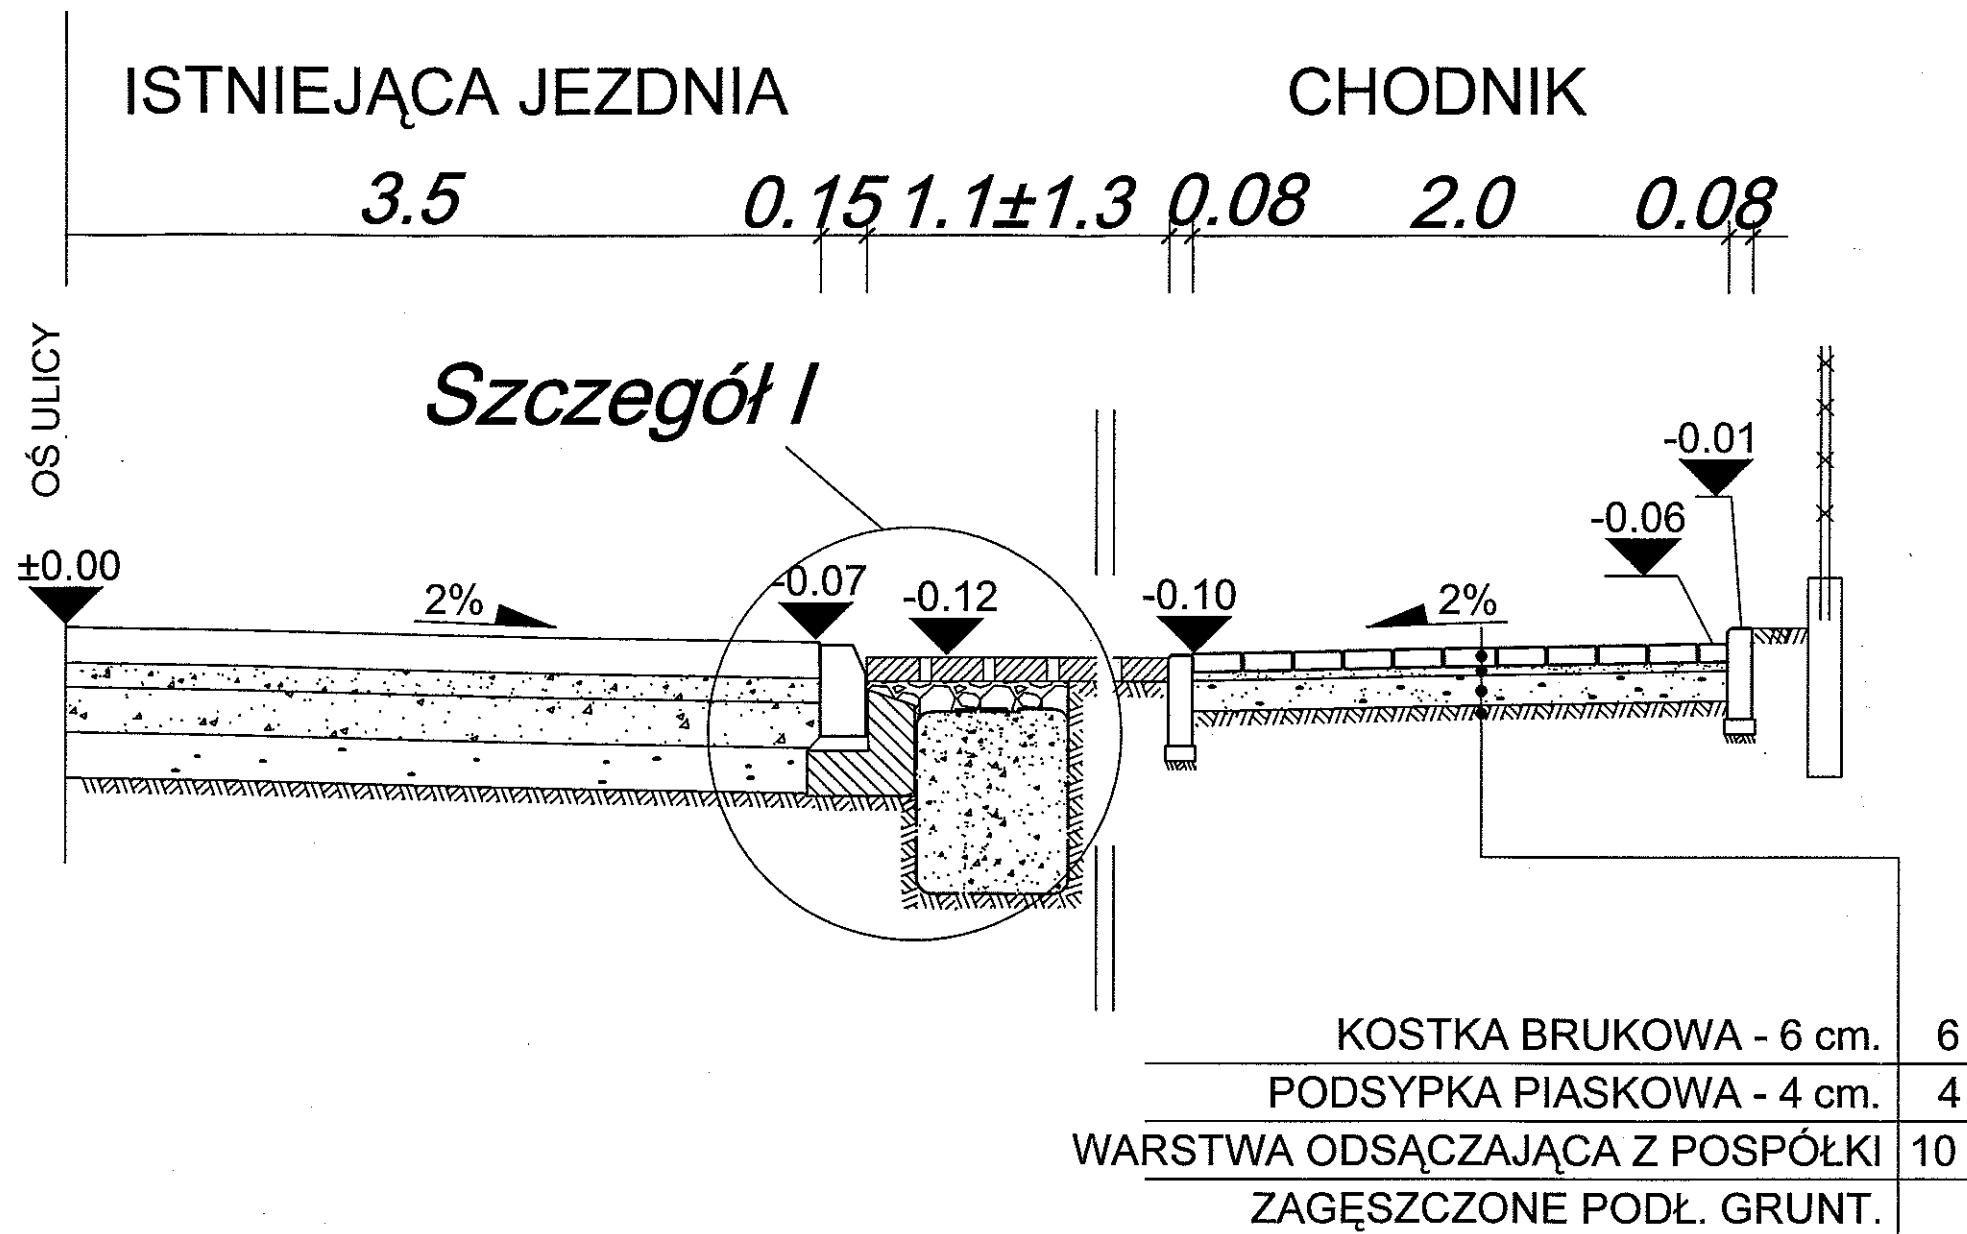 ISTNIEJĄCA JEZDNIA
CHODNIK
3.5
0.15
1.1±1.3
0.08
2.0
0.08
OŚ ULICY
Szczegół I
-0.01
-0.06
±0.00
2%
-0.07
-0.12
-0.10
2%
KOSTKA BRUKOWA - 6 cm. 6
PODSYPKA PIASKOWA - 4 cm. 4
WARSTWA ODSĄCZAJĄCA Z POSPÓŁKI 10
ZAGĘSZCZONE PODŁ. GRUNT.